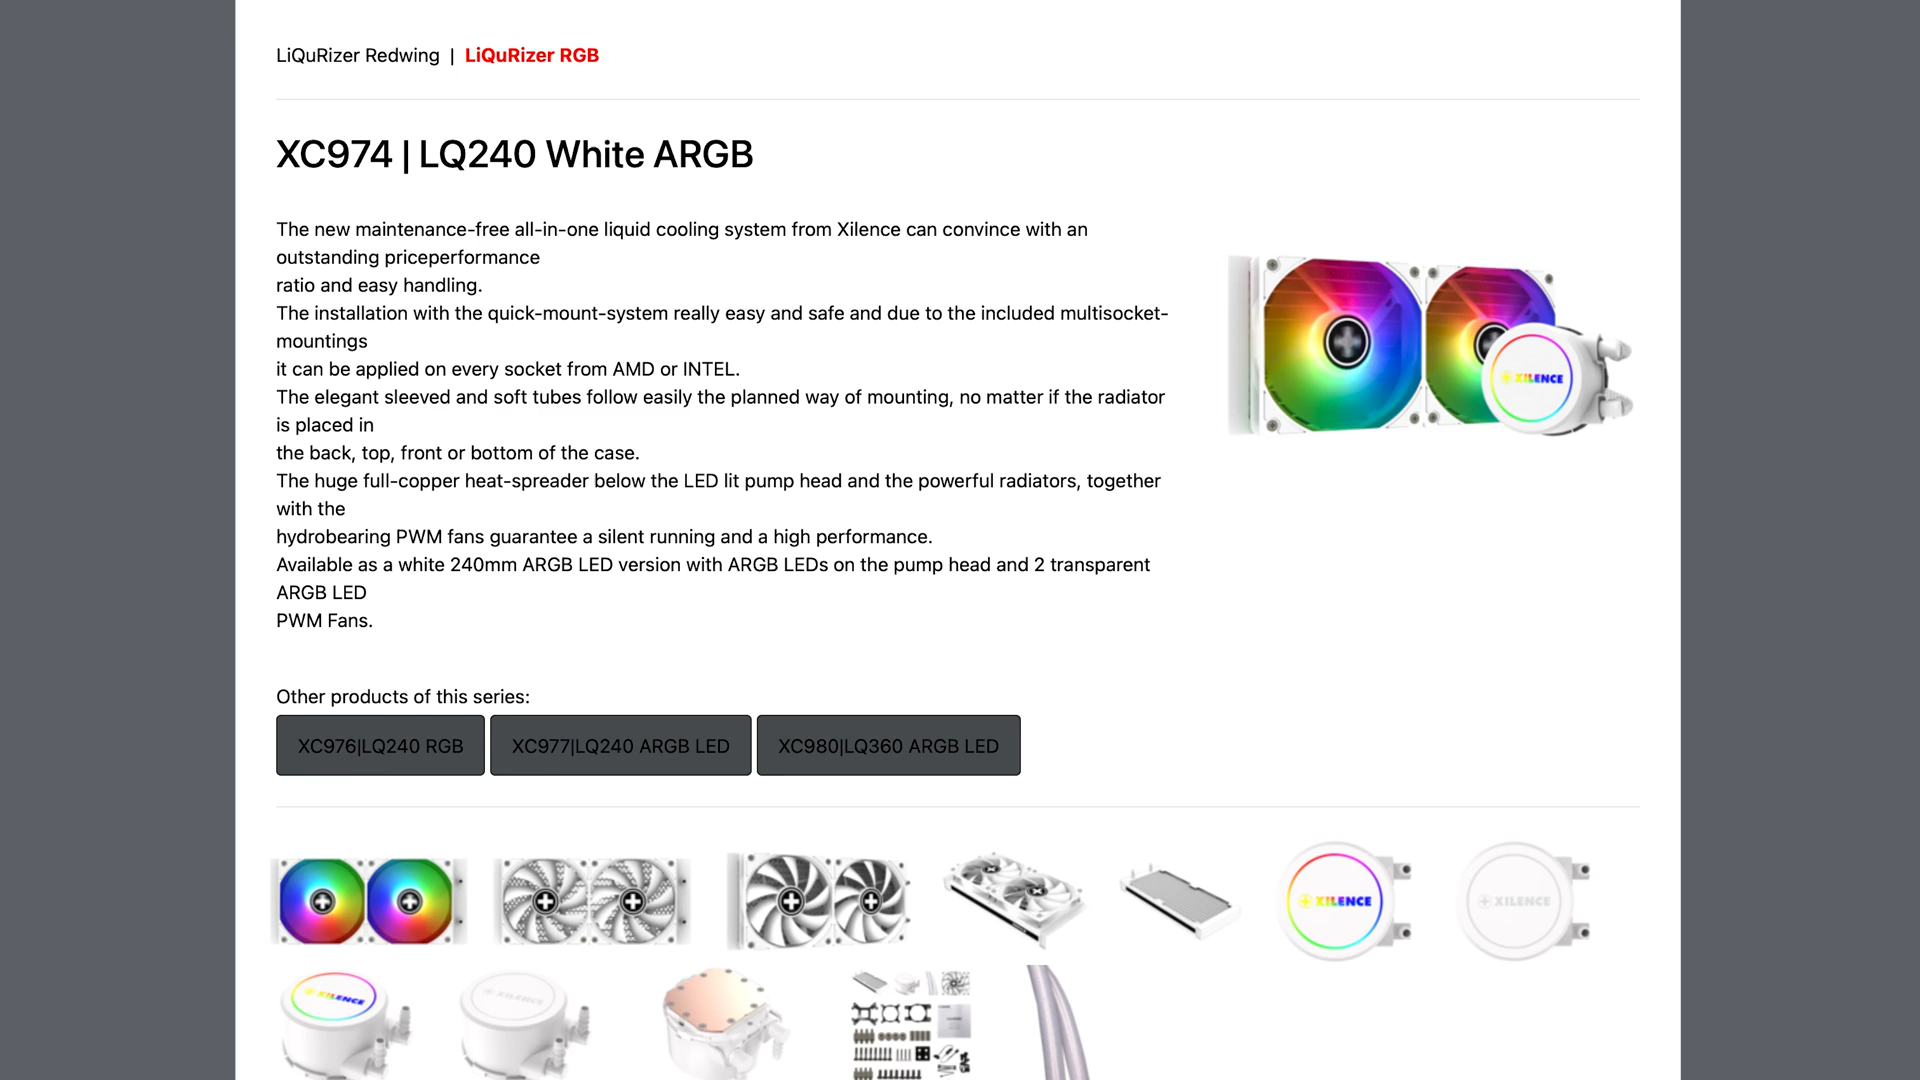 LiQuRizer Redwing | LiQuRizer RGB
XC974 | LQ240 White ARGB
The new maintenance-free all-in-one liquid cooling system from Xilence can convince with an
outstanding priceperformance
ratio and easy handling.
The installation with the quick-mount-system really easy and safe and due to the included multisocket-
mountings
it can be applied on every socket from AMD or INTEL.
The elegant sleeved and soft tubes follow easily the planned way of mounting, no matter if the radiator
is placed in
the back, top, front or bottom of the case.
The huge full-copper heat-spreader below the LED lit pump head and the powerful radiators, together
with the
hydrobearing PWM fans guarantee a silent running and a high performance.
Available as a white 240mm ARGB LED version with ARGB LEDs on the pump head and 2 transparent
ARGB LED
PWM Fans.
XILENCE
Other products of this series:
XC976|LQ240 RGB XC977|LQ240 ARGB LED XC980|LQ360 ARGB LED
XILENCE
XILENCE
XILENCE
XILENCE